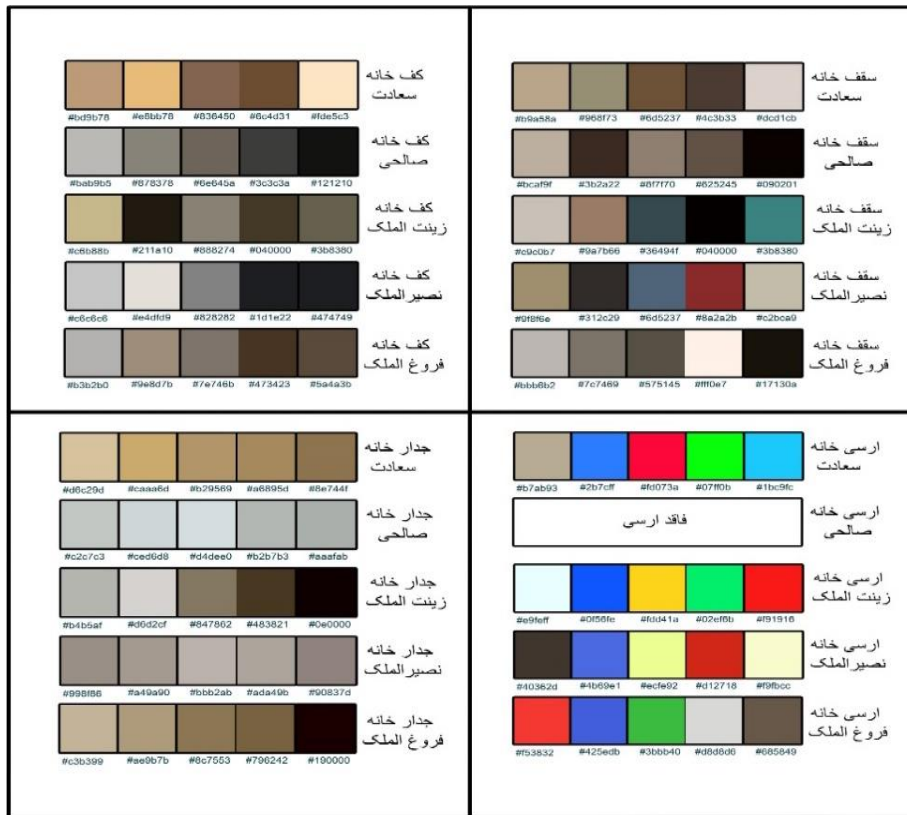 کف خانه
سعادت
#bd9b78 #e8bb78 #836450 #6c4d31 #fde5c3
کف خانه
صالحی
#bab9b5 #878378 #6e645a #3c3c3a #121210
کف خانه
زینت الملک
#c6b88b #211a10 #888274 #040000 #3b8380
کف خانه
نصیرالملک
#c6c6c6 #e4dfd9 #828282 #1d1e22 #474749
کف خانه
فروغ الملک
#b3b2b0 #9e8d7b #7e746b #473423 #5a4a3b
سقف خانه
سعادت
#b9a58a #968f73 #6d5237 #4c3b33 #dcd1cb
سقف خانه
صالحی
#bcaf9f #3b2a22 #8f7f70 #625245 #090201
سقف خانه
زینت الملک
#c9c0b7 #9a7b66 #36494f #040000 #3b8380
سقف خانه
نصیرالملک
#9f8f6e #312c29 #6d5237 #8a2a2b #c2bca9
سقف خانه
فروغ الملک
#bbb6b2 #7c7469 #575145 #fff0e7 #17130a
جدار خانه
سعادت
#d6c29d #caaa6d #b29569 #a6895d #8e744f
جدار خانه
صالحی
#c2c7c3 #ced6d8 #d4dee0 #b2b7b3 #aaafab
جدار خانه
زینت الملک
#b4b5af #d6d2cf #847862 #483821 #0e0000
جدار خانه
نصیرالملک
#998f86 #a49a90 #bbb2ab #ada49b #90837d
جدار خانه
فروغ الملک
#c3b399 #ae9b7b #8c7553 #796242 #190000
ارسی خانه
سعادت
#b7ab93 #2b7cff #fd073a #07ff0b #1bc9fc
ارسی خانه
صالحی
فاقد ارسی
ارسی خانه
زینت الملک
#e9feff #0f56fe #fdd41a #02ef6b #f91916
ارسی خانه
نصیرالملک
#40362d #4b69e1 #ecfe92 #d12718 #f9fbcc
ارسی خانه
فروغ الملک
#f53832 #425edb #3bbb40 #d8d8d6 #685849